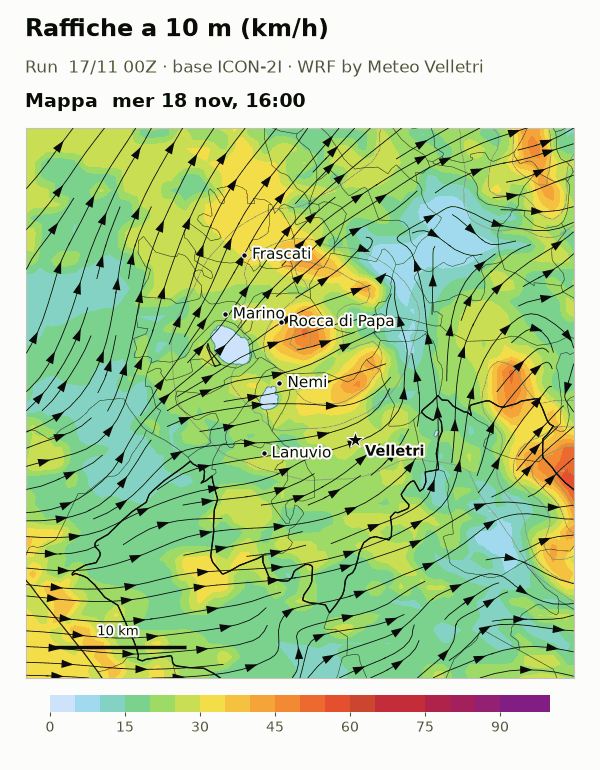 Raffiche a 10 m (km/h)
Run  17/11 00Z · base ICON-2I · WRF by Meteo Velletri
Mappa  mer 18 nov, 16:00
Frascati
Marino
Rocca di Papa
Nemi
Velletri
Lanuvio
10 km
0 15 30 45 60 75 90